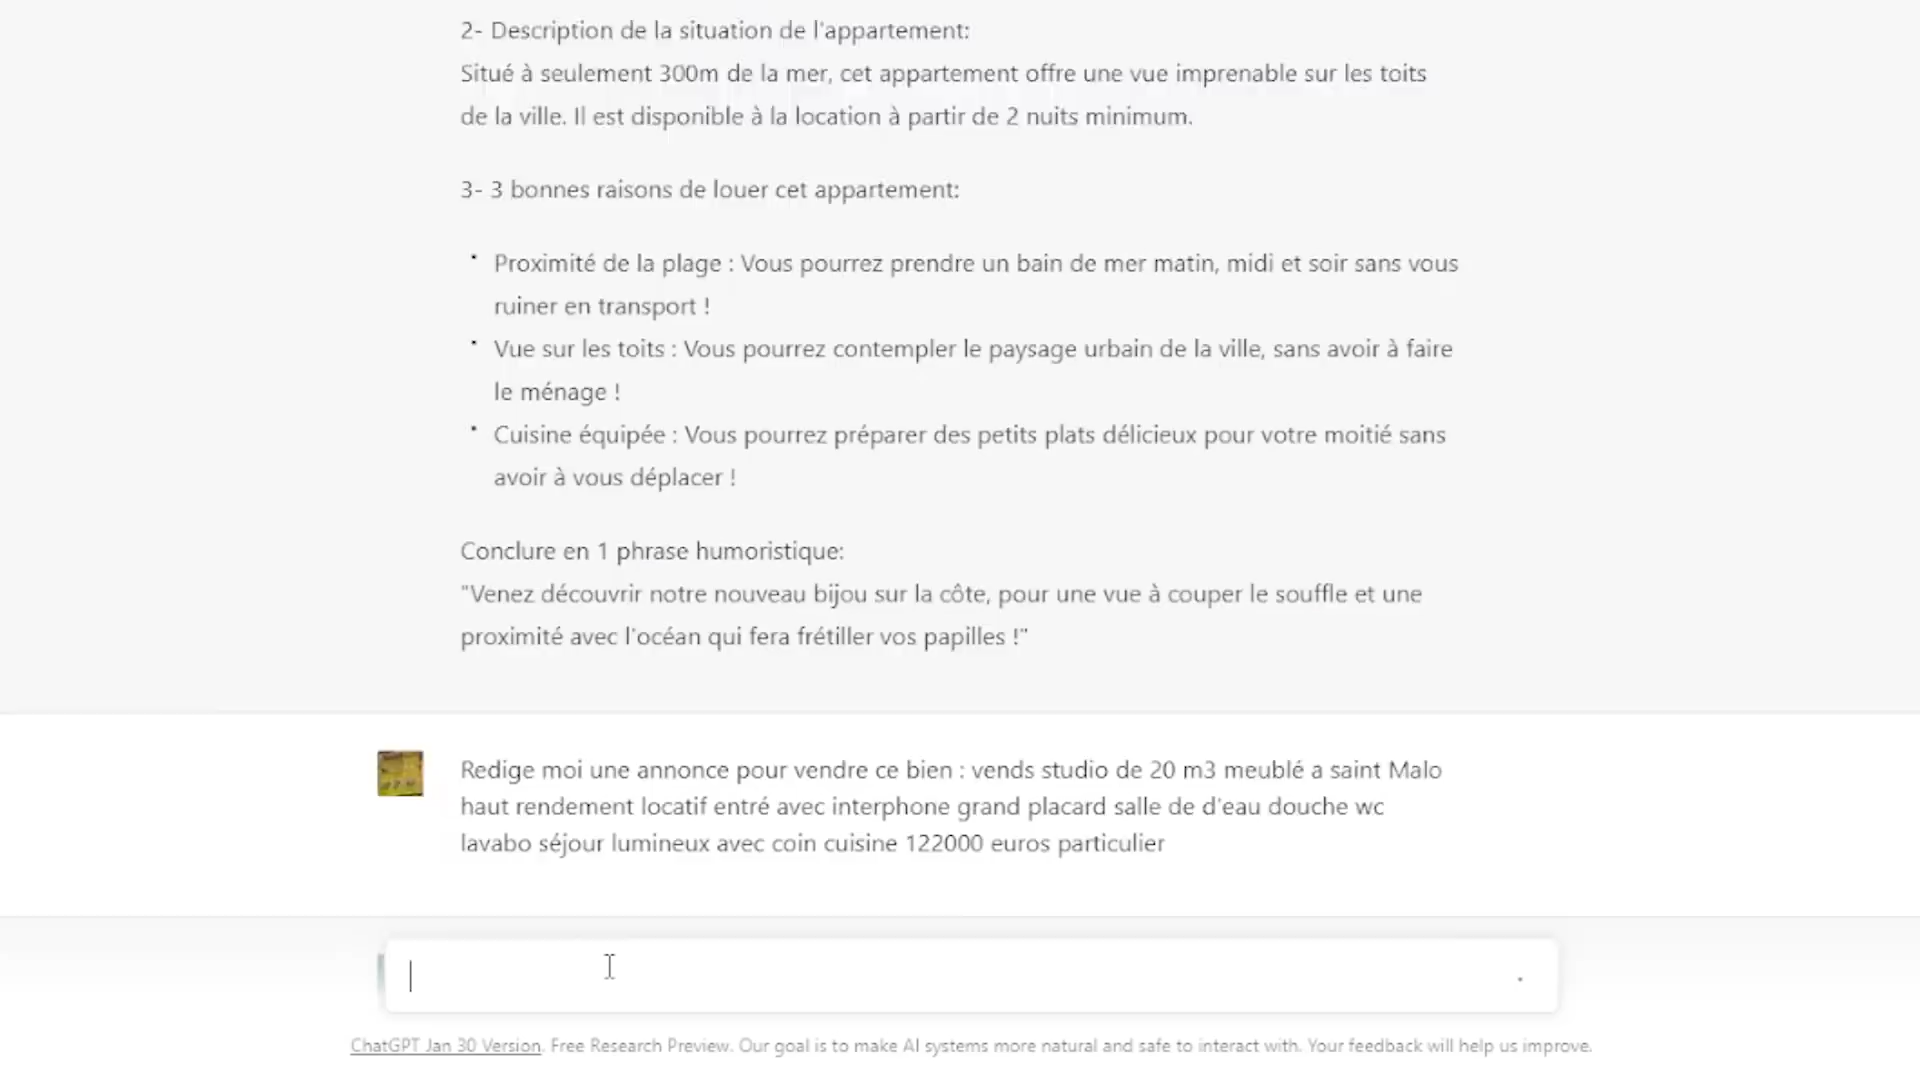 2- Description de la situation de l'appartement:
Situé à seulement 300m de la mer, cet appartement offre une vue imprenable sur les toits
de la ville. Il est disponible à la location à partir de 2 nuits minimum.
3- 3 bonnes raisons de louer cet appartement:
• Proximité de la plage : Vous pourrez prendre un bain de mer matin, midi et soir sans vous
ruiner en transport !
• Vue sur les toits : Vous pourrez contempler le paysage urbain de la ville, sans avoir à faire
le ménage !
• Cuisine équipée : Vous pourrez préparer des petits plats délicieux pour votre moitié sans
avoir à vous déplacer !
Conclure en 1 phrase humoristique:
"Venez découvrir notre nouveau bijou sur la côte, pour une vue à couper le souffle et une
proximité avec l'océan qui fera frétiller vos papilles !"
Redige moi une annonce pour vendre ce bien : vends studio de 20 m3 meublé a saint Malo
haut rendement locatif entré avec interphone grand placard salle de d'eau douche wc
lavabo séjour lumineux avec coin cuisine 122000 euros particulier
ChatGPT Jan 30 Version. Free Research Preview. Our goal is to make AI systems more natural and safe to interact with. Your feedback will help us improve.